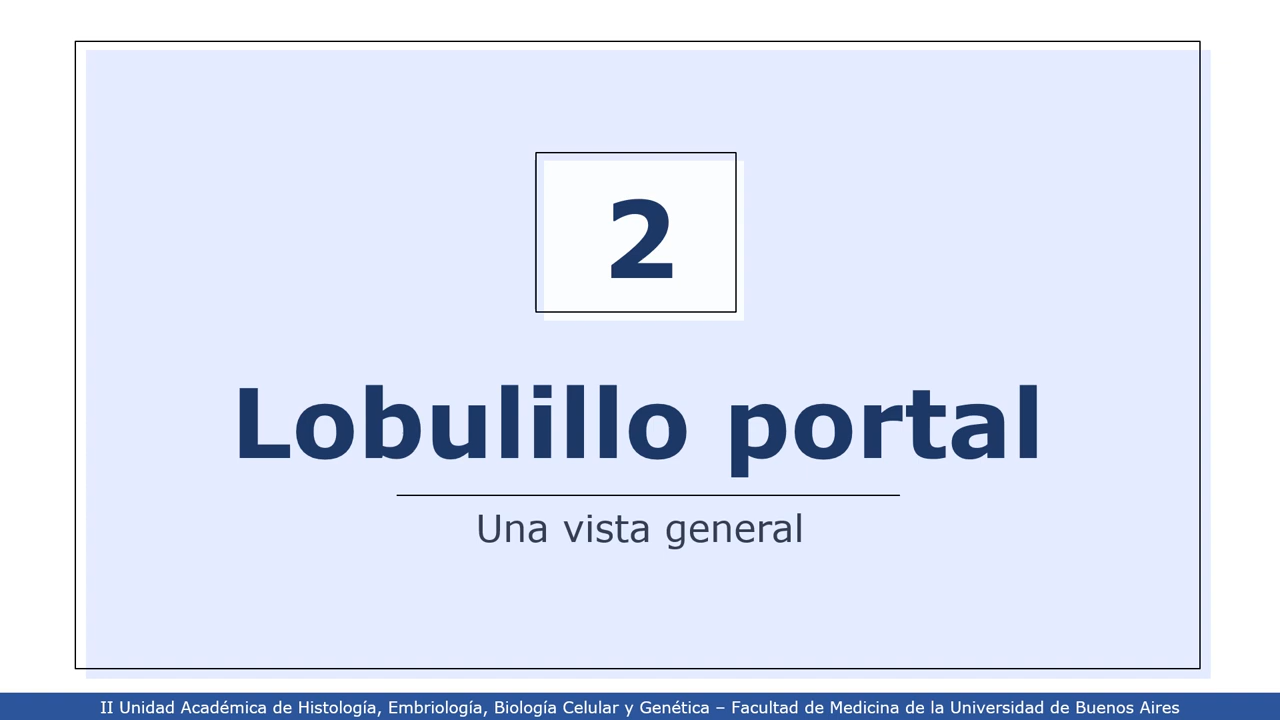 2
Lobulillo portal
Una vista general
II Unidad Académica de Histología, Embriología, Biología Celular y Genética – Facultad de Medicina de la Universidad de Buenos Aires